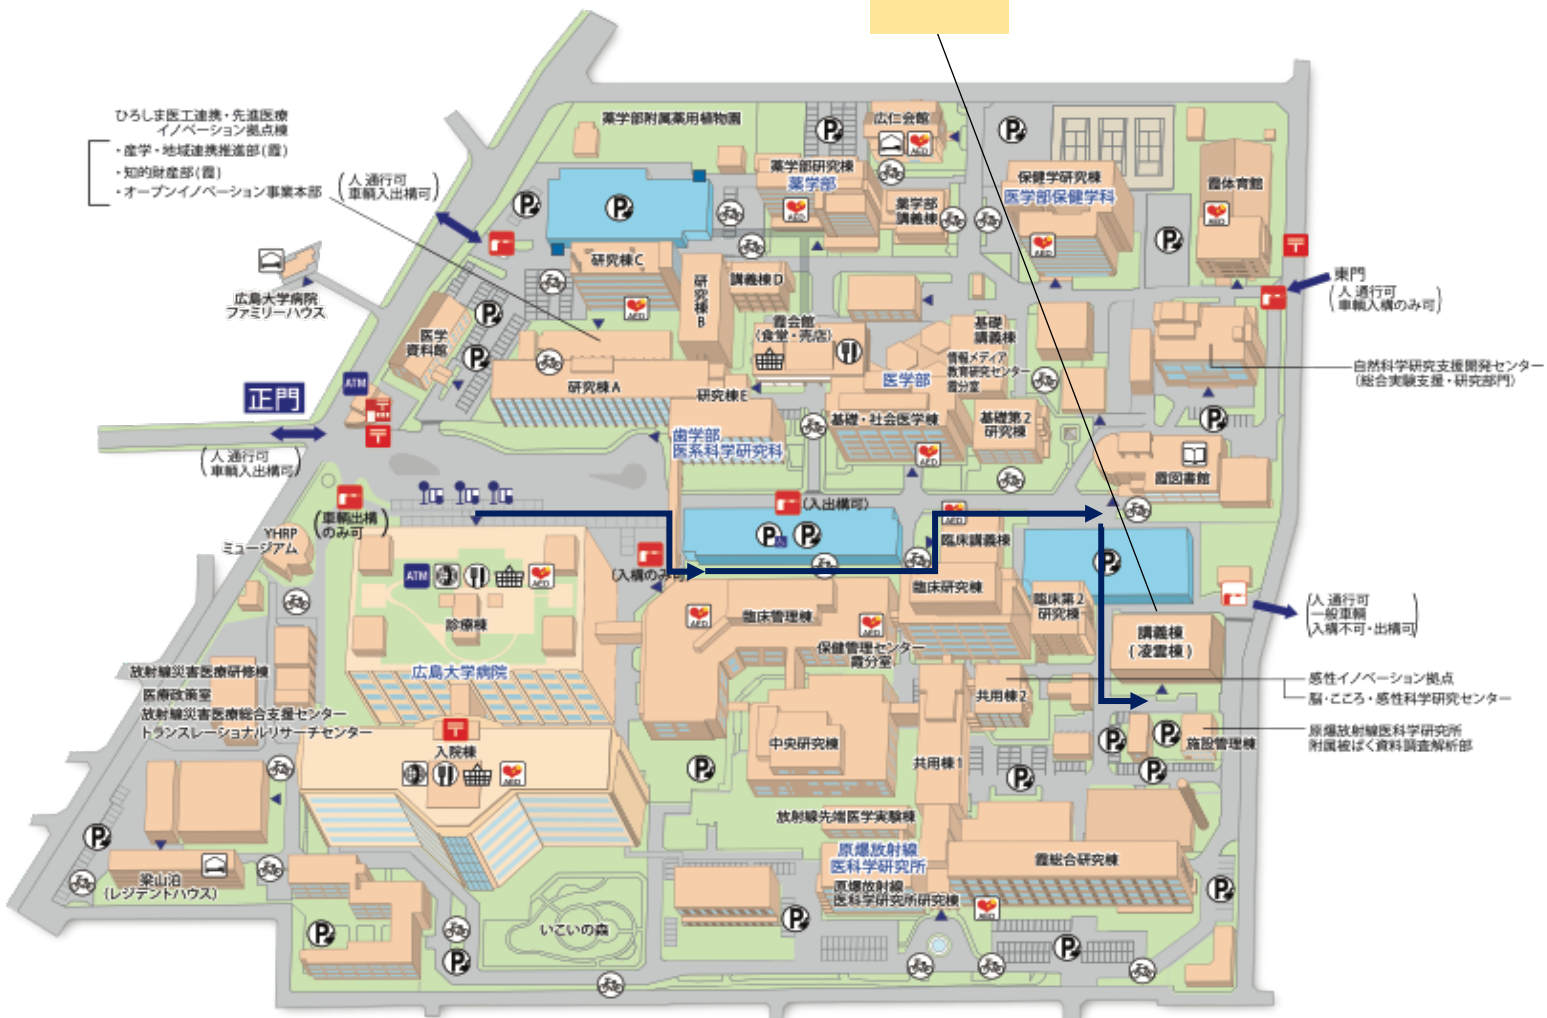 ひろしま医工連携・先進医療
イノベーション拠点棟
・産学・地域連携推進部(霞)
・知的財産部(霞)
・オープンイノベーション事業本部
(人 通行可
車輌入出構可)
広島大学病院
ファミリーハウス
薬学部附属薬用植物園
広仁会館
AED
薬学部研究棟
薬学部
AED
薬学部
講義棟
保健学研究棟
医学部保健学科
AED
霞体育館
AED
東門
(人 通行可
車輌入構のみ可)
研究棟C
AED
研究棟B
講義棟D
霞会館
(食堂・売店)
基礎
講義棟
情報メディア
教育研究センター
霞分室
医学部
医学
資料館
ATM
正門
(人 通行可
車輌入出構可)
研究棟A
研究棟E
歯学部
医系科学研究科
基礎・社会医学棟
AED
基礎第2
研究棟
自然科学研究支援開発センター
(総合実験支援・研究部門)
霞図書館
(車輌出構
のみ可)
YHRP
ミュージアム
(入出構可)
(入構のみ可)
AED
臨床講義棟
ATM
AED
診療棟
広島大学病院
AED
臨床管理棟
AED
保健管理センター
霞分室
臨床研究棟
臨床第2
研究棟
講義棟
(凌雲棟)
(人 通行可
一般車輌
入構不可・出構可)
放射線災害医療研修棟
医療政策室
放射線災害医療総合支援センター
トランスレーショナルリサーチセンター
入院棟
AED
共用棟2
感性イノベーション拠点
脳・こころ・感性科学研究センター
中央研究棟
共用棟1
施設管理棟
原爆放射線医科学研究所
附属被ばく資料調査解析部
放射線先端医学実験棟
原爆放射線
医科学研究所
原爆放射線
医科学研究所研究棟
AED
霞総合研究棟
梁山泊
(レジデントハウス)
いこいの森